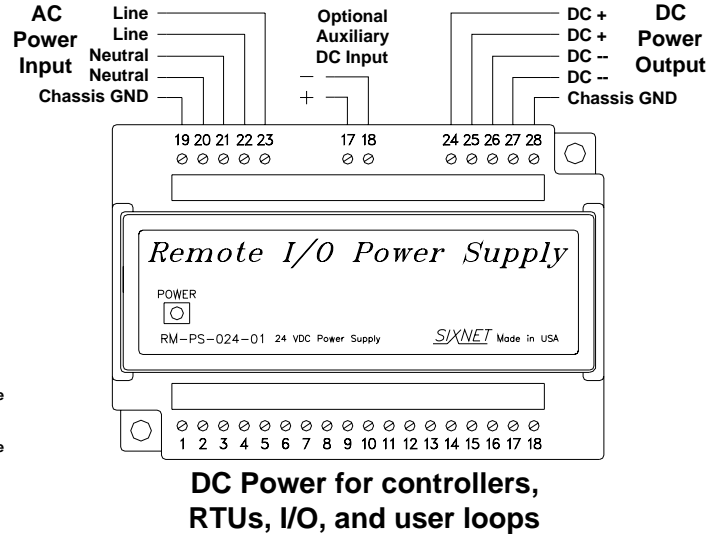 AC Power Input
Line
Line
Neutral
Neutral
Chassis GND
Optional Auxiliary DC Input
−
+
DC +
DC +
DC --
DC --
Chassis GND
DC Power Output
19 20 21 22 23
17 18
24 25 26 27 28
Remote I/O Power Supply
POWER
RM-PS-024-01 24 VDC Power Supply
SIXNET Made in USA
e
e
1 2 3 4 5 6 7 8 9 10 11 12 13 14 15 16 17 18
DC Power for controllers,
RTUs, I/O, and user loops